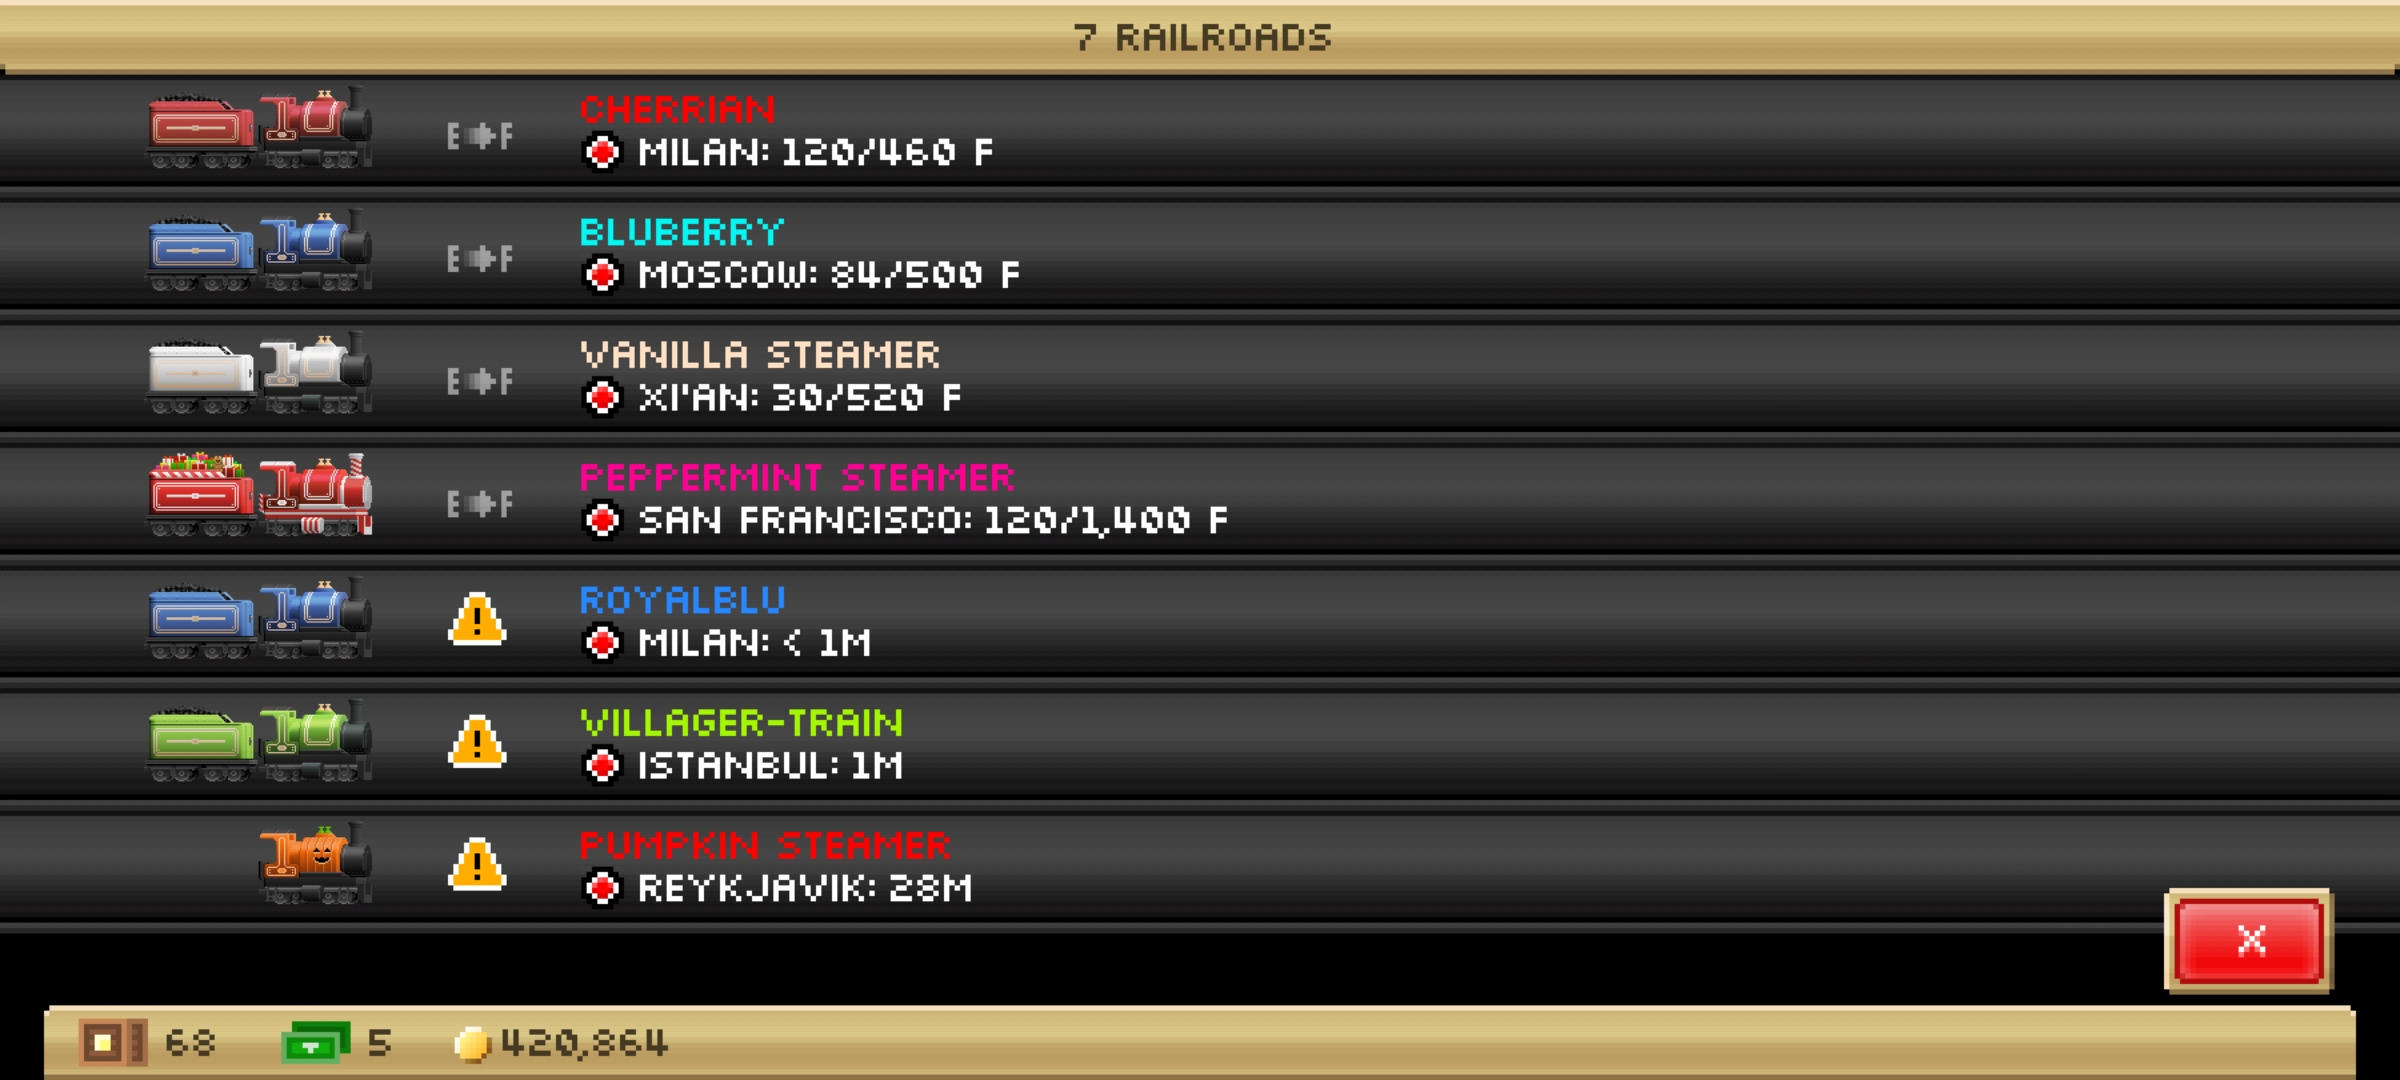 7 RAILROADS
CHERRIAN
E F MILAN: 120/460 F
BLUBERRY
E F MOSCOW: 84/500 F
VANILLA STEAMER
E F XI'AN: 30/520 F
PEPPERMINT STEAMER
E F SAN FRANCISCO: 120/1,400 F
ROYALBLU
! MILAN: < 1M
VILLAGER-TRAIN
! ISTANBUL: 1M
PUMPKIN STEAMER
! REYKJAVIK: 28M
X
68 5 420,864